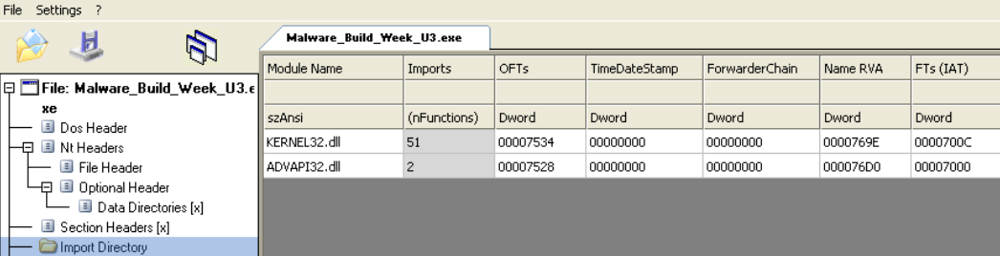 File Settings ?
Malware_Build_Week_U3.exe
Module Name Imports OFTs TimeDateStamp ForwarderChain Name RVA FTs (IAT)
szAnsi (nFunctions) Dword Dword Dword Dword Dword
KERNEL32.dll 51 00007534 00000000 00000000 0000769E 0000700C
ADVAPI32.dll 2 00007528 00000000 00000000 000076D0 00007000
File: Malware_Build_Week_U3.e
xe
Dos Header
Nt Headers
File Header
Optional Header
Data Directories [x]
Section Headers [x]
Import Directory